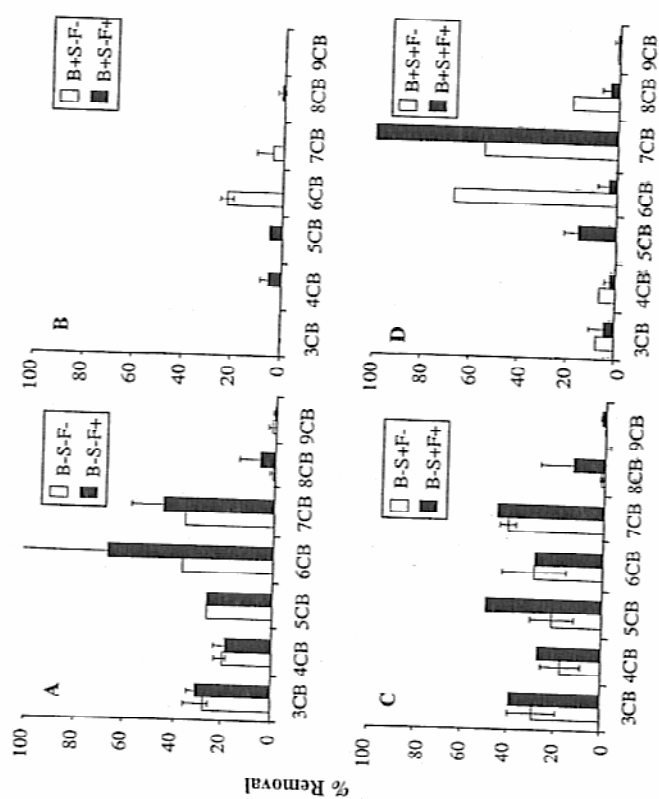 % Removal
A
B-S-F-
B-S-F+
100
80
60
40
20
0
3CB 4CB 5CB 6CB 7CB 8CB 9CB
B
B+S-F-
B+S-F+
100
80
60
40
20
0
3CB 4CB 5CB 6CB 7CB 8CB 9CB
C
B-S+F-
B-S+F+
100
80
60
40
20
0
3CB 4CB 5CB 6CB 7CB 8CB 9CB
D
B+S+F-
B+S+F+
100
80
60
40
20
0
3CB 4CB 5CB 6CB 7CB 8CB 9CB